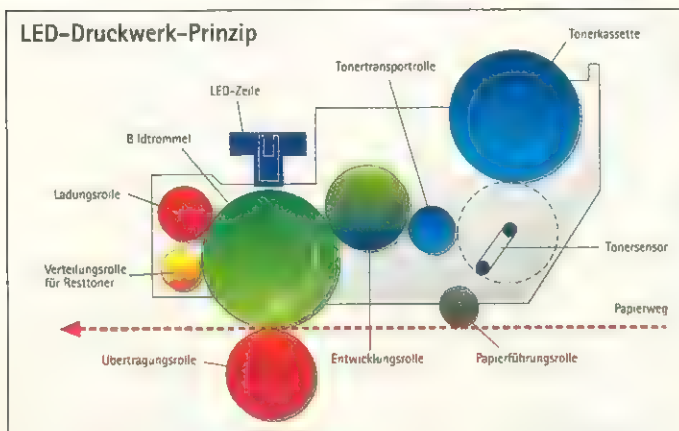 LED-Druckwerk-Prinzip
Tonerkassette
Tonertransportrolle
LED-Zeile
Bildtrommel
Ladungsrolle
Verteilungsrolle
für Resttoner
Tonersensor
Papierweg
Übertragungsrolle
Entwicklungsrolle
Papierführungsrolle